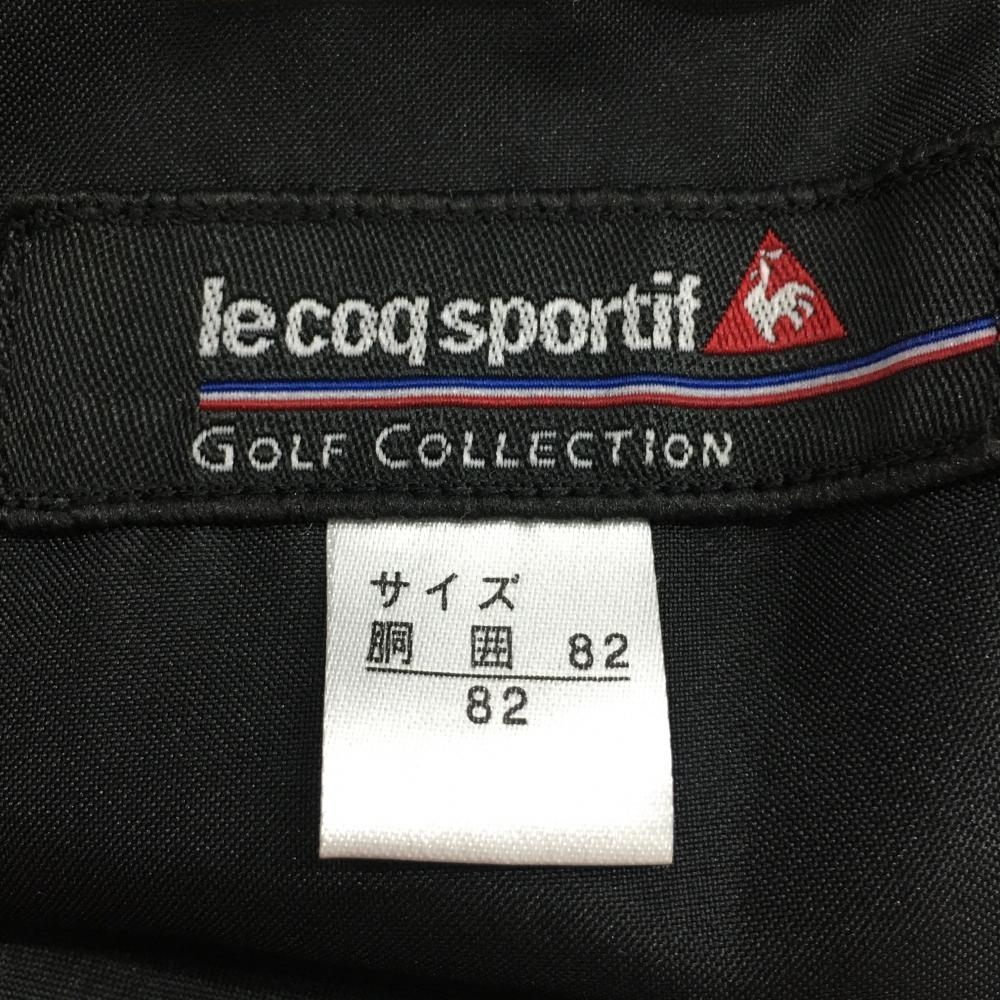 le coq sportif
GOLF COLLECTION
サイズ
胴 囲 82
82